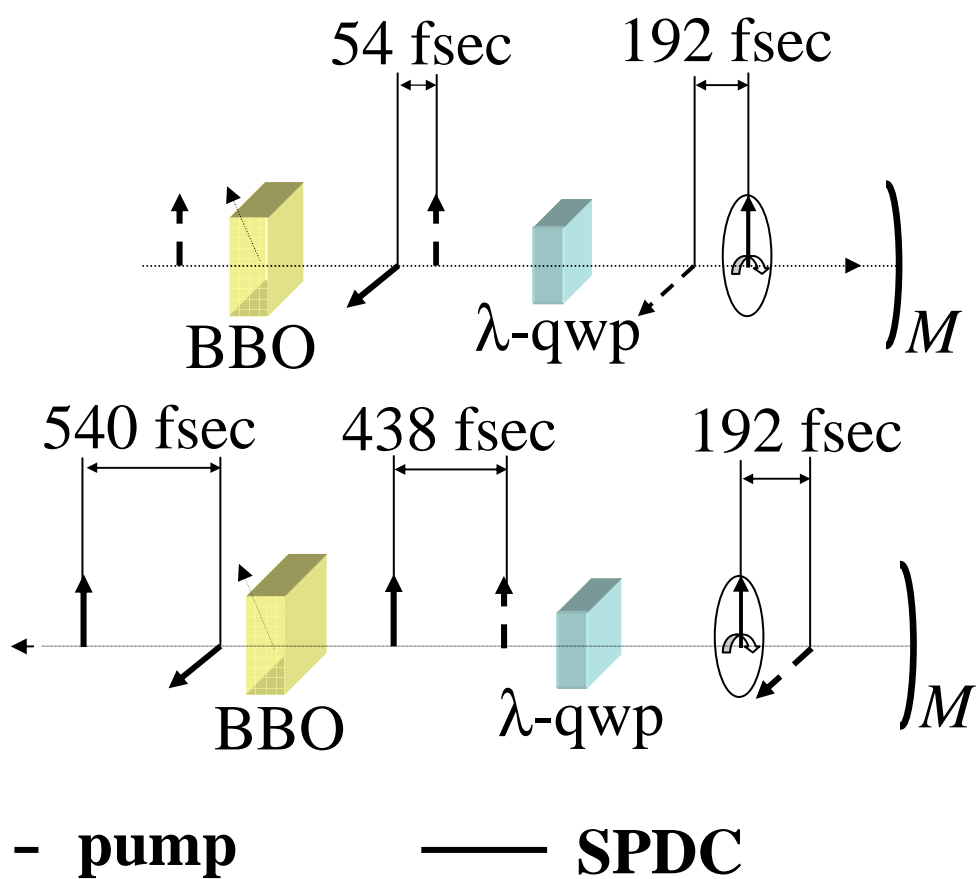 54 fsec 192 fsec
BBO λ-qwp M
540 fsec 438 fsec 192 fsec
BBO λ-qwp M
pump SPDC